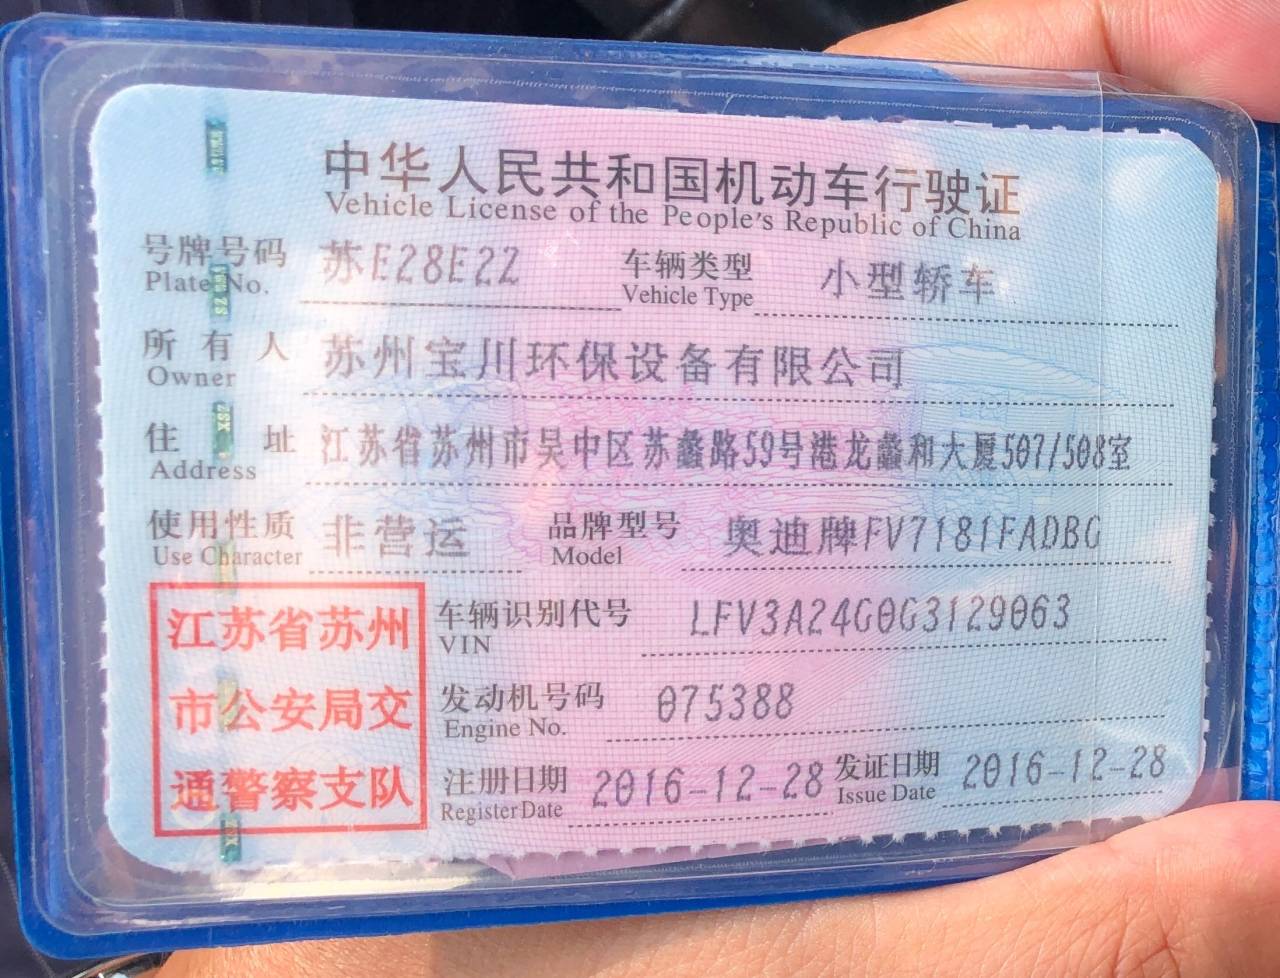 中华人民共和国机动车行驶证
Vehicle License of the People's Republic of China
号牌号码 苏E28E2Z 车辆类型 小型轿车
Plate No. Vehicle Type
所有人 苏州宝川环保设备有限公司
Owner
住址 江苏省苏州市吴中区苏蠡路59号港龙蠡和大厦507/508室
Address
使用性质 非营运 品牌型号 奥迪牌FV7181FADBG
Use Character Model
江苏省苏州 车辆识别代号 LFV3A24G0G3129063
VIN
市公安局交 发动机号码 075388
Engine No.
通警察支队 注册日期 2016-12-28 发证日期 2016-12-28
Register Date Issue Date